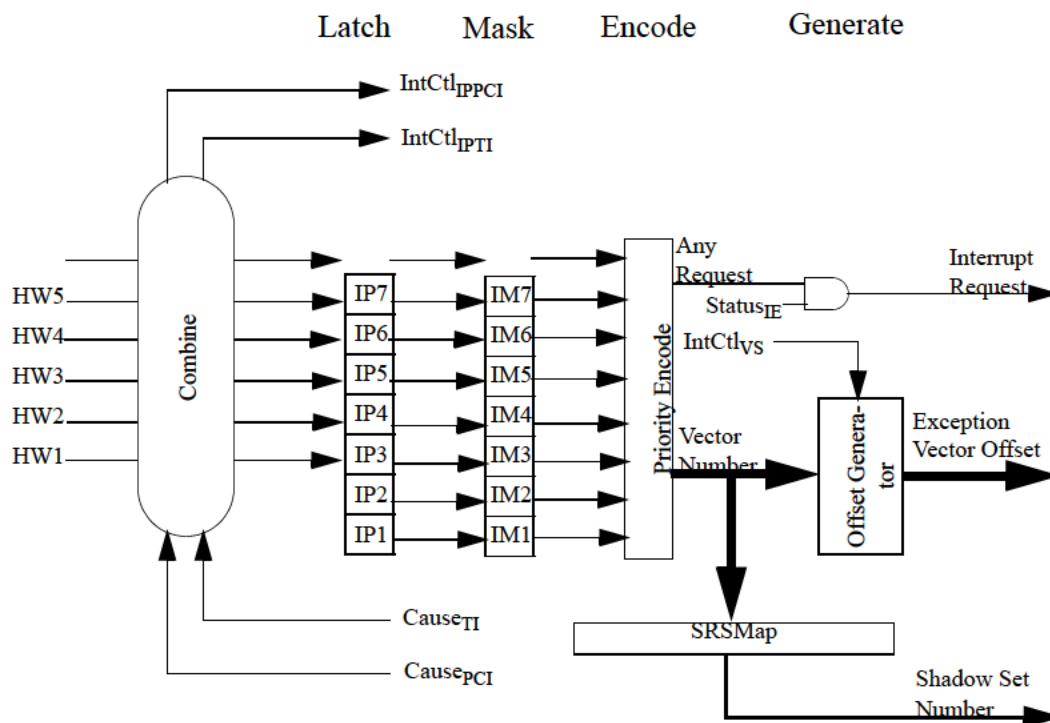 Latch Mask Encode Generate
IntCtlIPPCI
IntCtlIPTI
Combine
HW5
HW4
HW3
HW2
HW1
IP7
IP6
IP5
IP4
IP3
IP2
IP1
IM7
IM6
IM5
IM4
IM3
IM2
IM1
Priority Encode
Any
Request
StatusIE
Interrupt
Request
IntCtlVS
Vector
Number
Offset Genera-
tor
Exception
Vector Offset
CauseTI
CausePCI
SRSMap
Shadow Set
Number